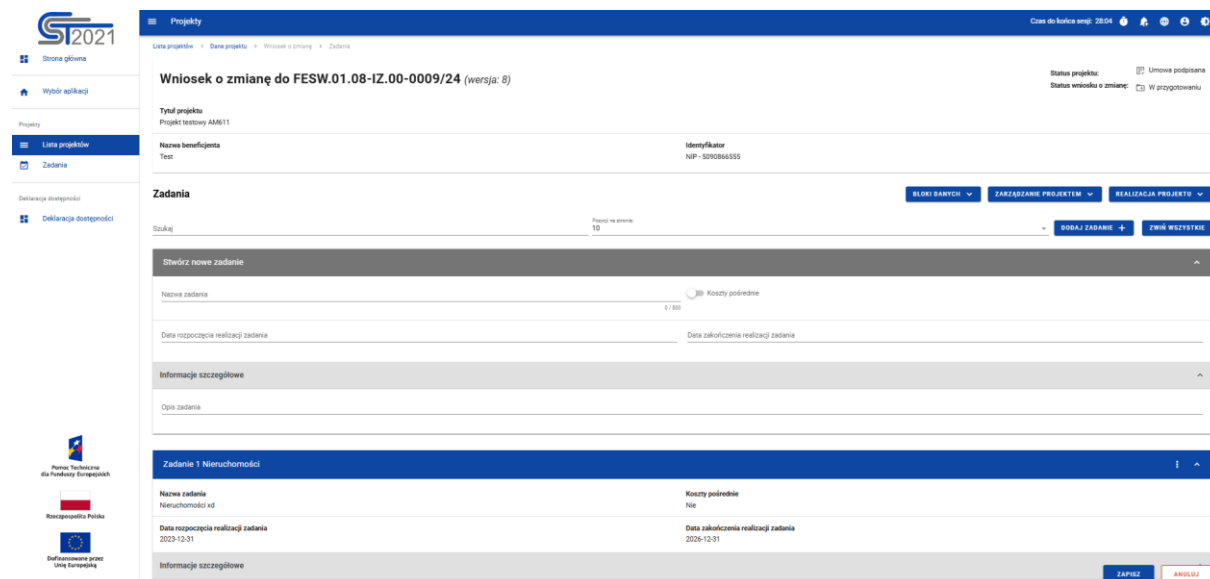 CST2021
Strona główna
Wybór aplikacji
Projekty
Lista projektów
Zadania
Deklaracja dostępności
Deklaracja dostępności
Pomoc Techniczna
dla Funduszy Europejskich
Rzeczpospolita Polska
Dofinansowane przez
Unię Europejską
Projekty
Czas do końca sesji: 28:04
Lista projektów > Dane projektu > Wniosek o zmianę > Zadania
Wniosek o zmianę do FESW.01.08-IZ.00-0009/24 (wersja: 8)
Status projektu: Umowa podpisana
Status wniosku o zmianę: W przygotowaniu
Tytuł projektu
Projekt testowy AM611
Nazwa beneficjenta Identyfikator
Test NIP - 5090866555
Zadania BLOKI DANYCH ZARZĄDZANIE PROJEKTEM REALIZACJA PROJEKTU
Pozycji na stronie:
Szukaj 10 DODAJ ZADANIE + ZWIŃ WSZYSTKIE
Stwórz nowe zadanie
Nazwa zadania Koszty pośrednie
0 / 500
Data rozpoczęcia realizacji zadania Data zakończenia realizacji zadania
Informacje szczegółowe
Opis zadania
Zadanie 1 Nieruchomości
Nazwa zadania Koszty pośrednie
Nieruchomości xd Nie
Data rozpoczęcia realizacji zadania Data zakończenia realizacji zadania
2023-12-31 2026-12-31
Informacje szczegółowe
ZAPISZ ANULUJ